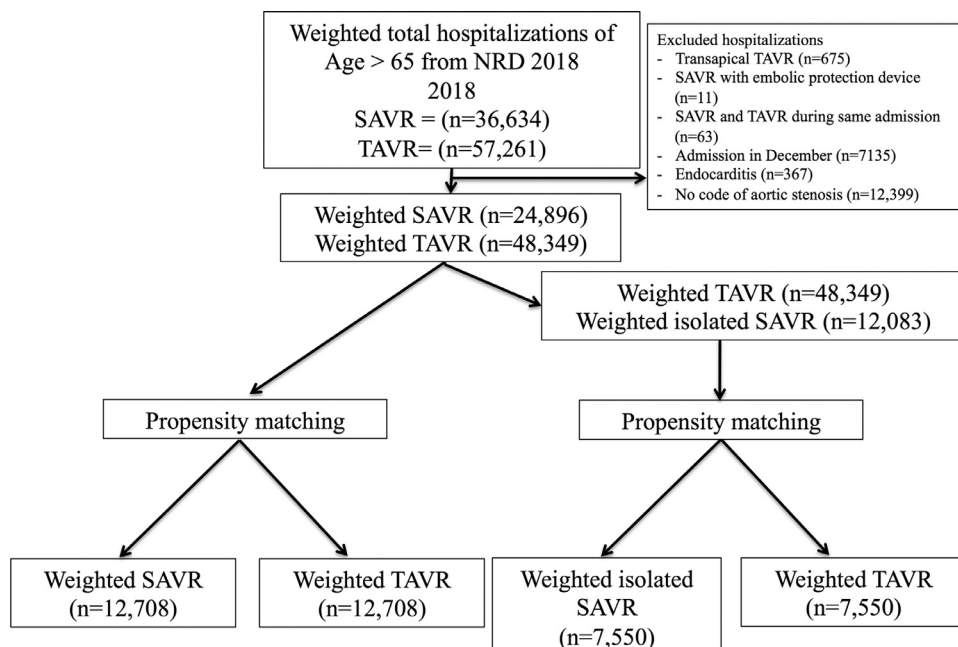 Weighted total hospitalizations of
Age > 65 from NRD 2018
2018
SAVR = (n=36,634)
TAVR= (n=57,261)
Excluded hospitalizations
- Transapical TAVR (n=675)
- SAVR with embolic protection device
(n=11)
- SAVR and TAVR during same admission
(n=63)
- Admission in December (n=7135)
- Endocarditis (n=367)
- No code of aortic stenosis (n=12,399)
Weighted SAVR (n=24,896)
Weighted TAVR (n=48,349)
Weighted TAVR (n=48,349)
Weighted isolated SAVR (n=12,083)
Propensity matching
Propensity matching
Weighted SAVR
(n=12,708)
Weighted TAVR
(n=12,708)
Weighted isolated
SAVR
(n=7,550)
Weighted TAVR
(n=7,550)